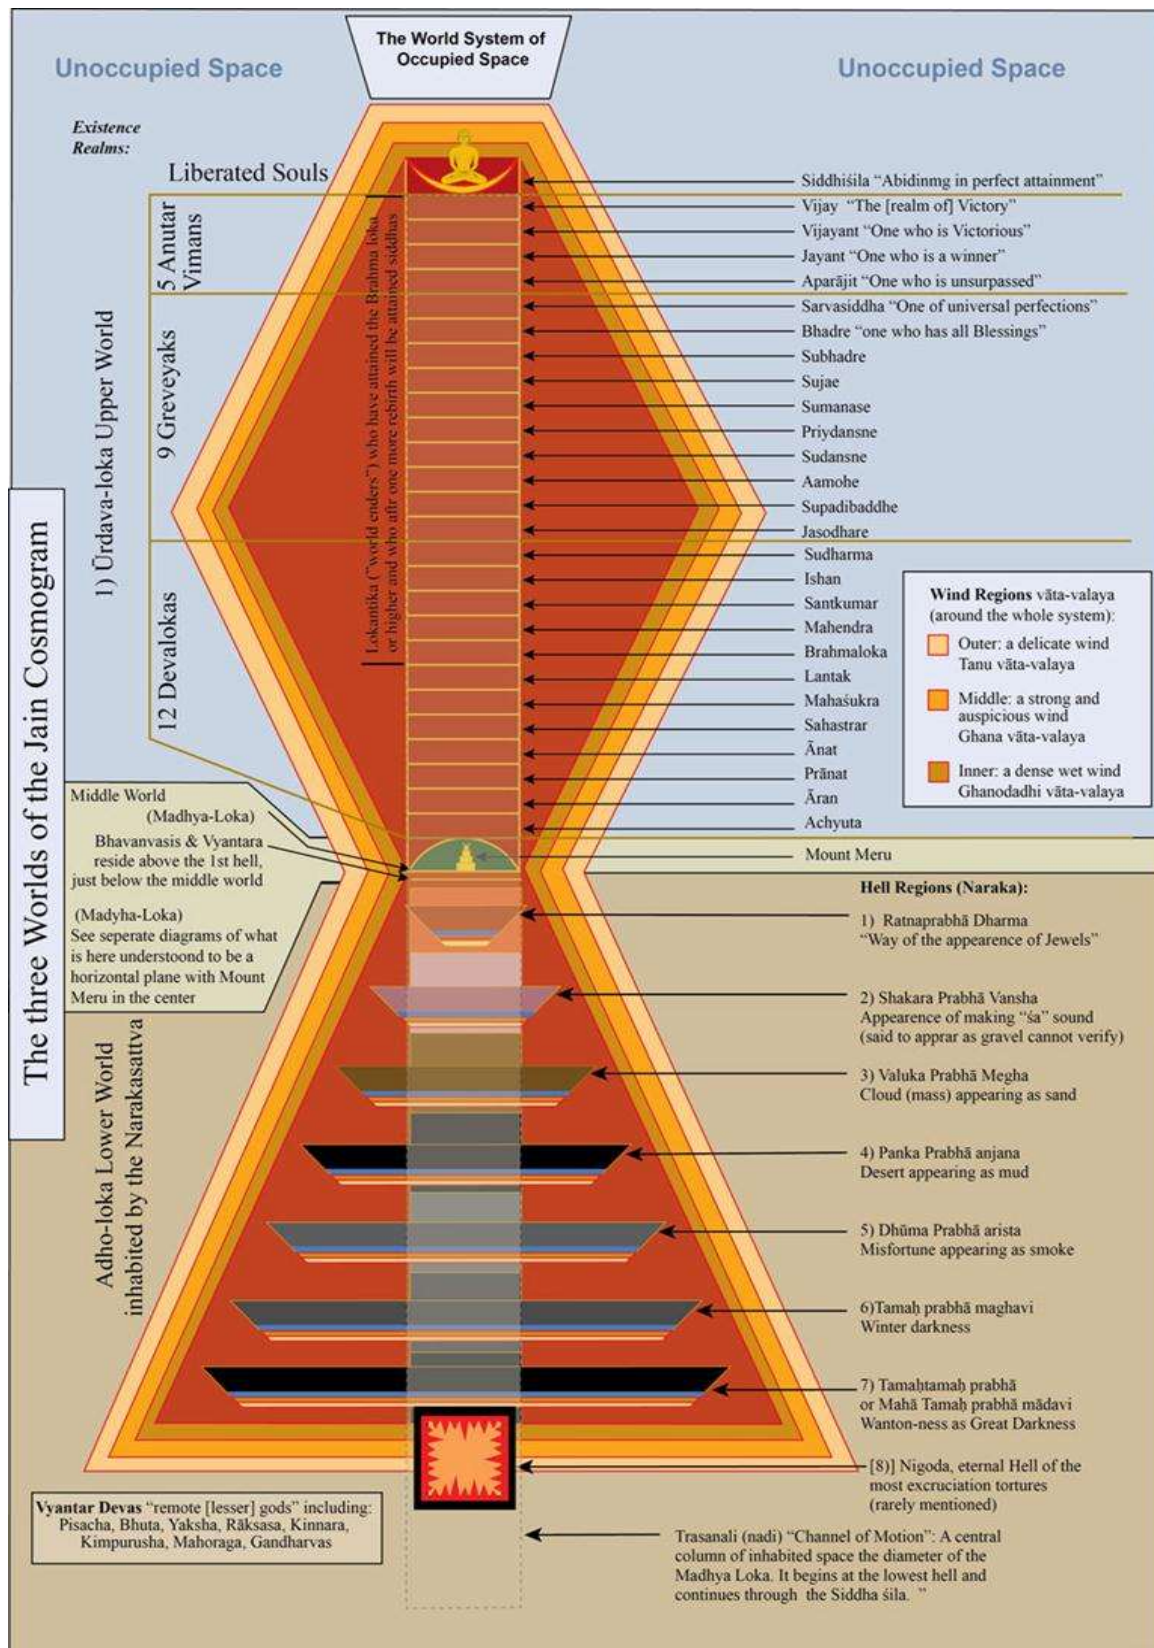 The World System of
Occupied Space
Unoccupied Space
Unoccupied Space
Existence
Realms:
Liberated Souls
5 Anutar
Vimans
9 Greveyaks
12 Devalokas
1) Ūrdava-loka Upper World
The three Worlds of the Jain Cosmogram
Lokantika ("world enders") who have attained the Brahma loka
or higher and who aftr one more rebirth will be attained siddhas
Siddhiśila “Abidinmg in perfect attainment”
Vijay “The [realm of] Victory”
Vijayant “One who is Victorious”
Jayant “One who is a winner”
Aparājit “One who is unsurpassed”
Sarvasiddha “One of universal perfections”
Bhadre “one who has all Blessings”
Subhadre
Sujae
Sumanase
Priydansne
Sudansne
Aamohe
Supadibaddhe
Jasodhare
Sudharma
Ishan
Santkumar
Mahendra
Brahmaloka
Lantak
Mahaśukra
Sahastrar
Ānat
Prānat
Āran
Achyuta
Mount Meru
Wind Regions vāta-valaya
(around the whole system):
Outer: a delicate wind
Tanu vāta-valaya
Middle: a strong and
auspicious wind
Ghana vāta-valaya
Inner: a dense wet wind
Ghanodadhi vāta-valaya
Middle World
(Madhya-Loka)
Bhavanvasis & Vyantara
reside above the 1st hell,
just below the middle world
(Madyha-Loka)
See seperate diagrams of what
is here understoond to be a
horizontal plane with Mount
Meru in the center
Adho-loka Lower World
inhabited by the Narakasattva
Hell Regions (Naraka):
1) Ratnaprabhā Dharma
“Way of the appearence of Jewels”
2) Shakara Prabhā Vansha
Appearence of making “śa” sound
(said to apprar as gravel cannot verify)
3) Valuka Prabhā Megha
Cloud (mass) appearing as sand
4) Panka Prabhā anjana
Desert appearing as mud
5) Dhūma Prabhā arista
Misfortune appearing as smoke
6)Tamaḥ prabhā maghavi
Winter darkness
7) Tamaḥtamaḥ prabhā
or Mahā Tamaḥ prabhā mādavi
Wanton-ness as Great Darkness
[8)] Nigoda, eternal Hell of the
most excruciation tortures
(rarely mentioned)
Vyantar Devas “remote [lesser] gods” including:
Pisacha, Bhuta, Yaksha, Rāksasa, Kinnara,
Kimpurusha, Mahoraga, Gandharvas
Trasanali (nadi) “Channel of Motion”: A central
column of inhabited space the diameter of the
Madhya Loka. It begins at the lowest hell and
continues through the Siddha śila. ”